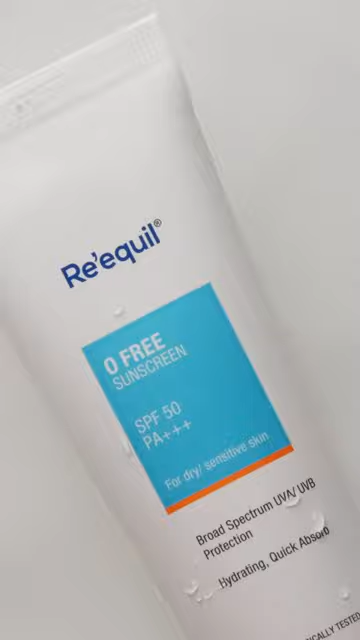 Re'equil®
0 FREE
SUNSCREEN
SPF 50
PA+++
For dry/ sensitive skin
Broad Spectrum UVA/ UVB
Protection
Hydrating, Quick Absorb
TESTED